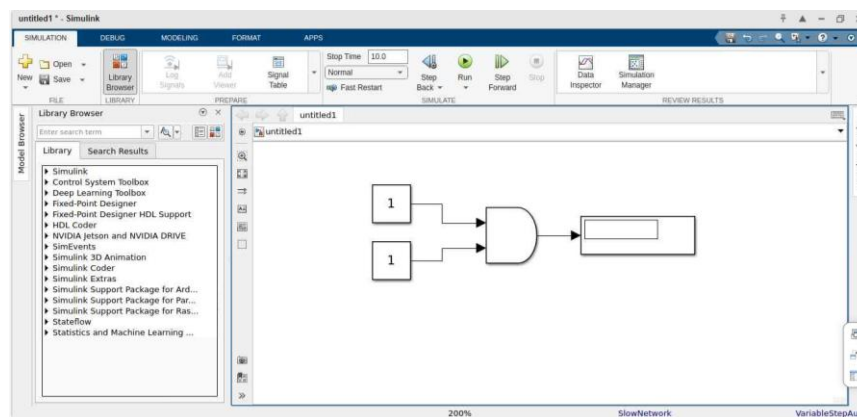 untitled1 * - Simulink
SIMULATION DEBUG MODELING FORMAT APPS
New
Open
Save
FILE
Library Browser
LIBRARY
Log Signals
Add Viewer
Signal Table
PREPARE
Stop Time 10.0
Normal
Fast Restart
Step Back
Run
Step Forward
Stop
SIMULATE
Data Inspector
Simulation Manager
REVIEW RESULTS
Model Browser
Library Browser
Enter search term
Library Search Results
Simulink
Control System Toolbox
Deep Learning Toolbox
Fixed-Point Designer
Fixed-Point Designer HDL Support
HDL Coder
NVIDIA Jetson and NVIDIA DRIVE
SimEvents
Simulink 3D Animation
Simulink Coder
Simulink Extras
Simulink Support Package for Ard...
Simulink Support Package for Par...
Simulink Support Package for Ras...
Stateflow
Statistics and Machine Learning ...
untitled1
untitled1
1
1
200% SlowNetwork VariableStepAu